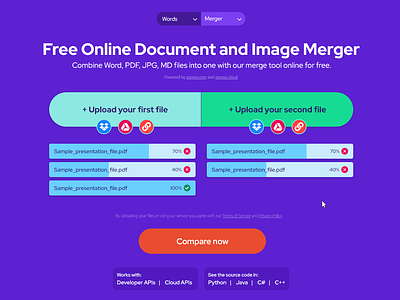 Words Merger
Free Online Document and Image Merger
Combine Word, PDF, JPG, MD files into one with our merge tool online for free.
Powered by aspose.com and aspose.cloud
+ Upload your first file + Upload your second file
Sample_presentation_file.pdf 70% Sample_presentation_file.pdf 70%
Sample_presentation_file.pdf 40% Sample_presentation_file.pdf 40%
Sample_presentation_file.pdf 100%
By uploading your files or using our service you agree with our Terms of Service and Privacy Policy
Compare now
Works with: See the source code in:
Developer APIs | Cloud APIs Python | Java | C# | C++